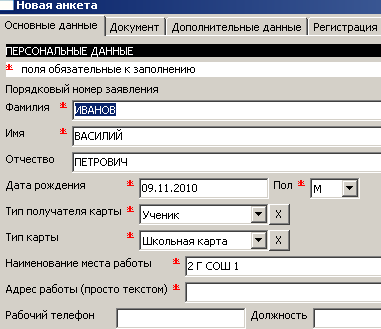 Новая анкета
Основные данные Документ Дополнительные данные Регистрация
ПЕРСОНАЛЬНЫЕ ДАННЫЕ
* поля обязательные к заполнению
Порядковый номер заявления
Фамилия * ИВАНОВ
Имя * ВАСИЛИЙ
Отчество ПЕТРОВИЧ
Дата рождения * 09.11.2010 Пол * М
Тип получателя карты * Ученик X
Тип карты * Школьная карта X
Наименование места работы * 2 Г СОШ 1
Адрес работы (просто текстом) *
Рабочий телефон Должность